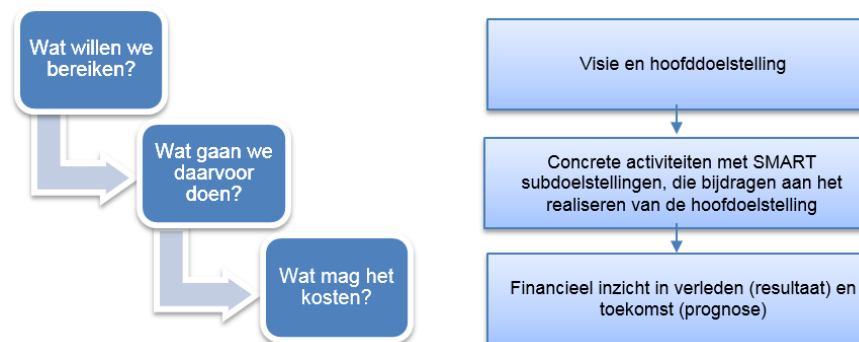 Wat willen we
bereiken?
Wat gaan we
daarvoor
doen?
Wat mag het
kosten?
Visie en hoofddoelstelling
Concrete activiteiten met SMART
subdoelstellingen, die bijdragen aan het
realiseren van de hoofdoelstelling
Financieel inzicht in verleden (resultaat) en
toekomst (prognose)